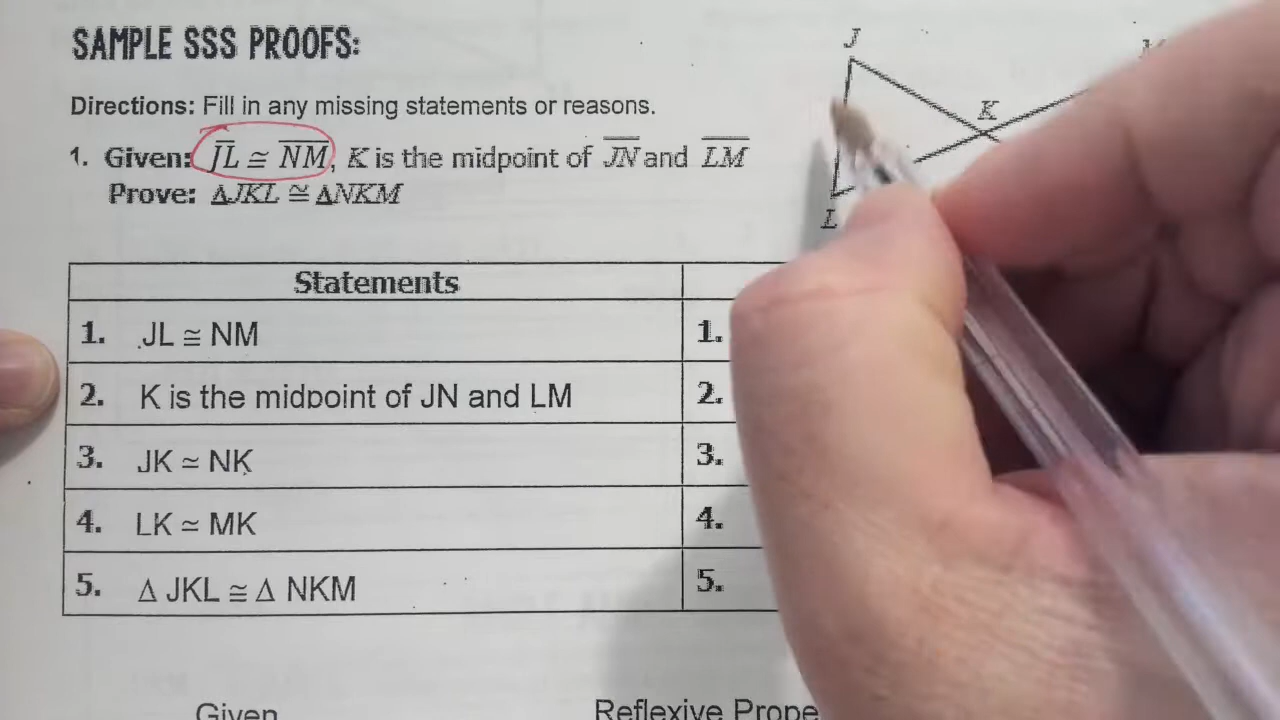 SAMPLE SSS PROOFS:
Directions: Fill in any missing statements or reasons.
1. Given: JL ≅ NM, K is the midpoint of JN and LM
Prove: ΔJKL ≅ ΔNKM
J
K
L
Statements
1. JL ≅ NM
1.
2. K is the midpoint of JN and LM
2.
3. JK ≃ NK
3.
4. LK ≃ MK
4.
5. Δ JKL ≅ Δ NKM
5.
Given
Reflexive Prope